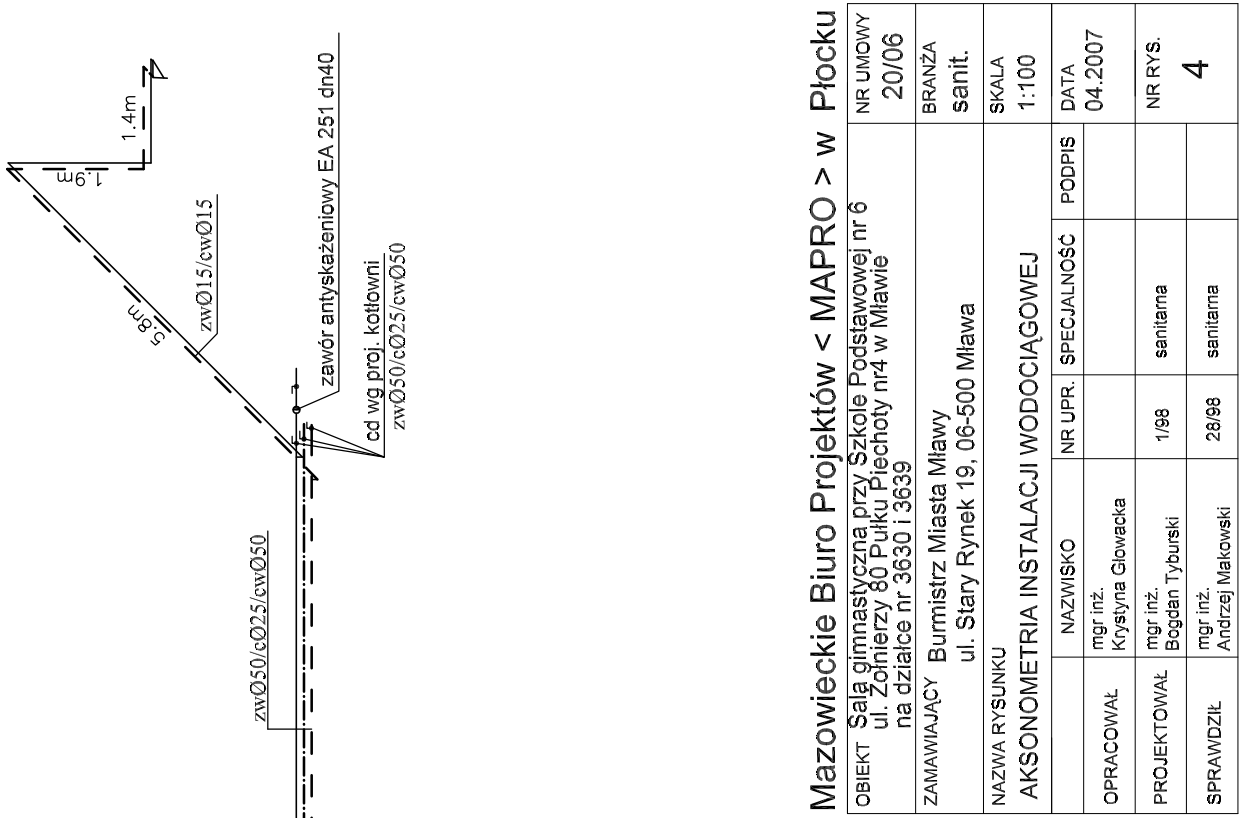 1.4m
1.9m
5.8m
zwØ15/cwØ15
zawór antyskażeniowy EA 251 dn40
cd wg proj. kotłowni
zwØ50/cØ25/cwØ50
zwØ50/cØ25/cwØ50
Mazowieckie Biuro Projektów < MAPRO > w Płocku
OBIEKT Sala gimnastyczna przy Szkole Podstawowej nr 6
ul. Żołnierzy 80 Pułku Piechoty nr4 w Mławie
na działce nr 3630 i 3639
NR UMOWY
20/06
ZAMAWIAJĄCY Burmistrz Miasta Mławy
ul. Stary Rynek 19, 06-500 Mława
BRANŻA
sanit.
NAZWA RYSUNKU
AKSONOMETRIA INSTALACJI WODOCIĄGOWEJ
SKALA
1:100
NAZWISKO NR UPR. SPECJALNOŚĆ PODPIS
DATA
04.2007
OPRACOWAŁ
mgr inż.
Krystyna Głowacka
PROJEKTOWAŁ
mgr inż.
Bogdan Tyburski
1/98 sanitarna
NR RYS.
4
SPRAWDZIŁ
mgr inż.
Andrzej Makowski
28/98 sanitarna